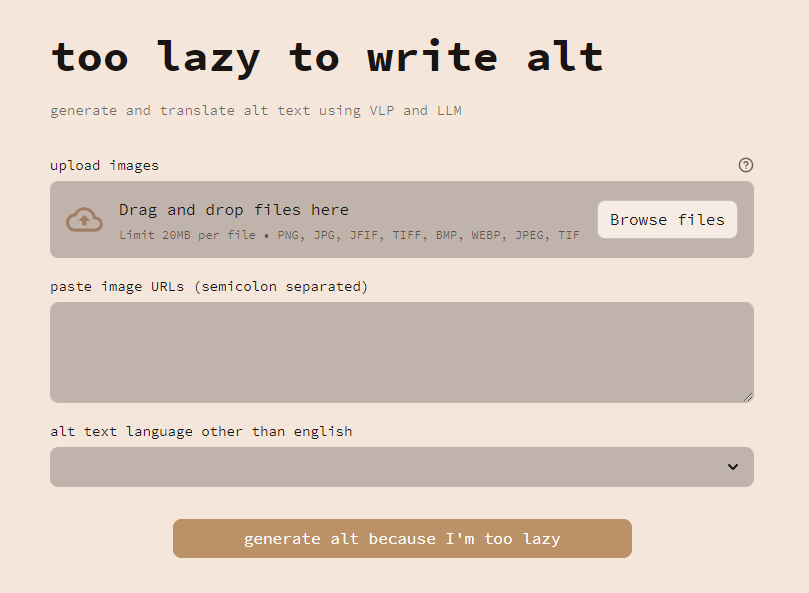 too lazy to write alt
generate and translate alt text using VLP and LLM
upload images
Drag and drop files here
Limit 20MB per file • PNG, JPG, JFIF, TIFF, BMP, WEBP, JPEG, TIF
Browse files
paste image URLs (semicolon separated)
alt text language other than english
generate alt because I'm too lazy